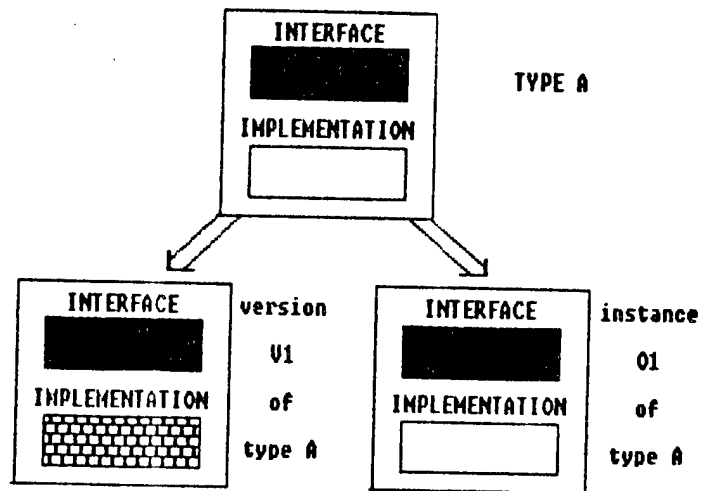 INTERFACE
TYPE A
IMPLEMENTATION
INTERFACE
version
V1
IMPLEMENTATION
of
type A
INTERFACE
instance
O1
IMPLEMENTATION
of
type A